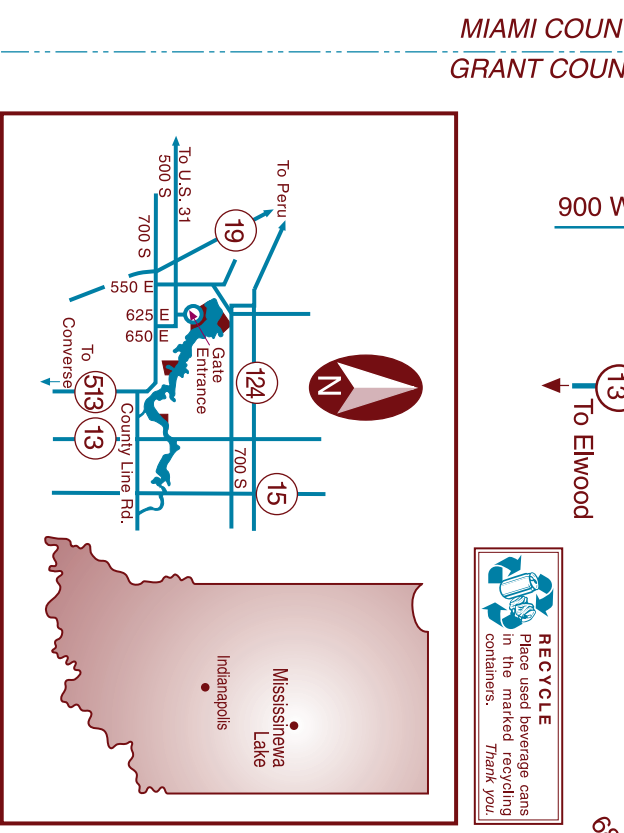 MIAMI COUN
GRANT COUN
900 W
13
To Elwood
To Peru
To U.S. 31
500 S
700 S
19
550 E
625 E
650 E
Gate
Entrance
To
Converse
513
124
N
13
County Line Rd.
700 S
15
Mississinewa
Lake
Indianapolis
RECYCLE
Place used beverage cans
in the marked recycling
containers. Thank you.